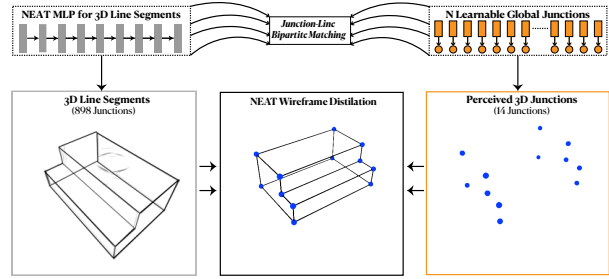 NEAT MLP for 3D Line Segments
Junction-Line
Bipartite Matching
N Learnable Global Junctions
3D Line Segments
(898 Junctions)
NEAT Wireframe Distilation
Perceived 3D Junctions
(14 Junctions)